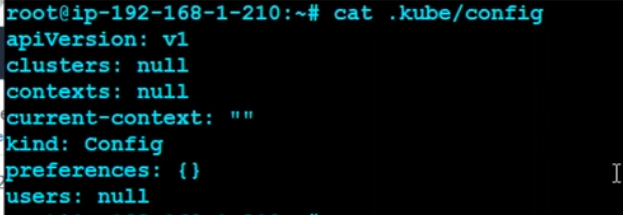 root@ip-192-168-1-210:~# cat .kube/config
apiVersion: v1
clusters: null
contexts: null
current-context: ""
kind: Config
preferences: {}
users: null